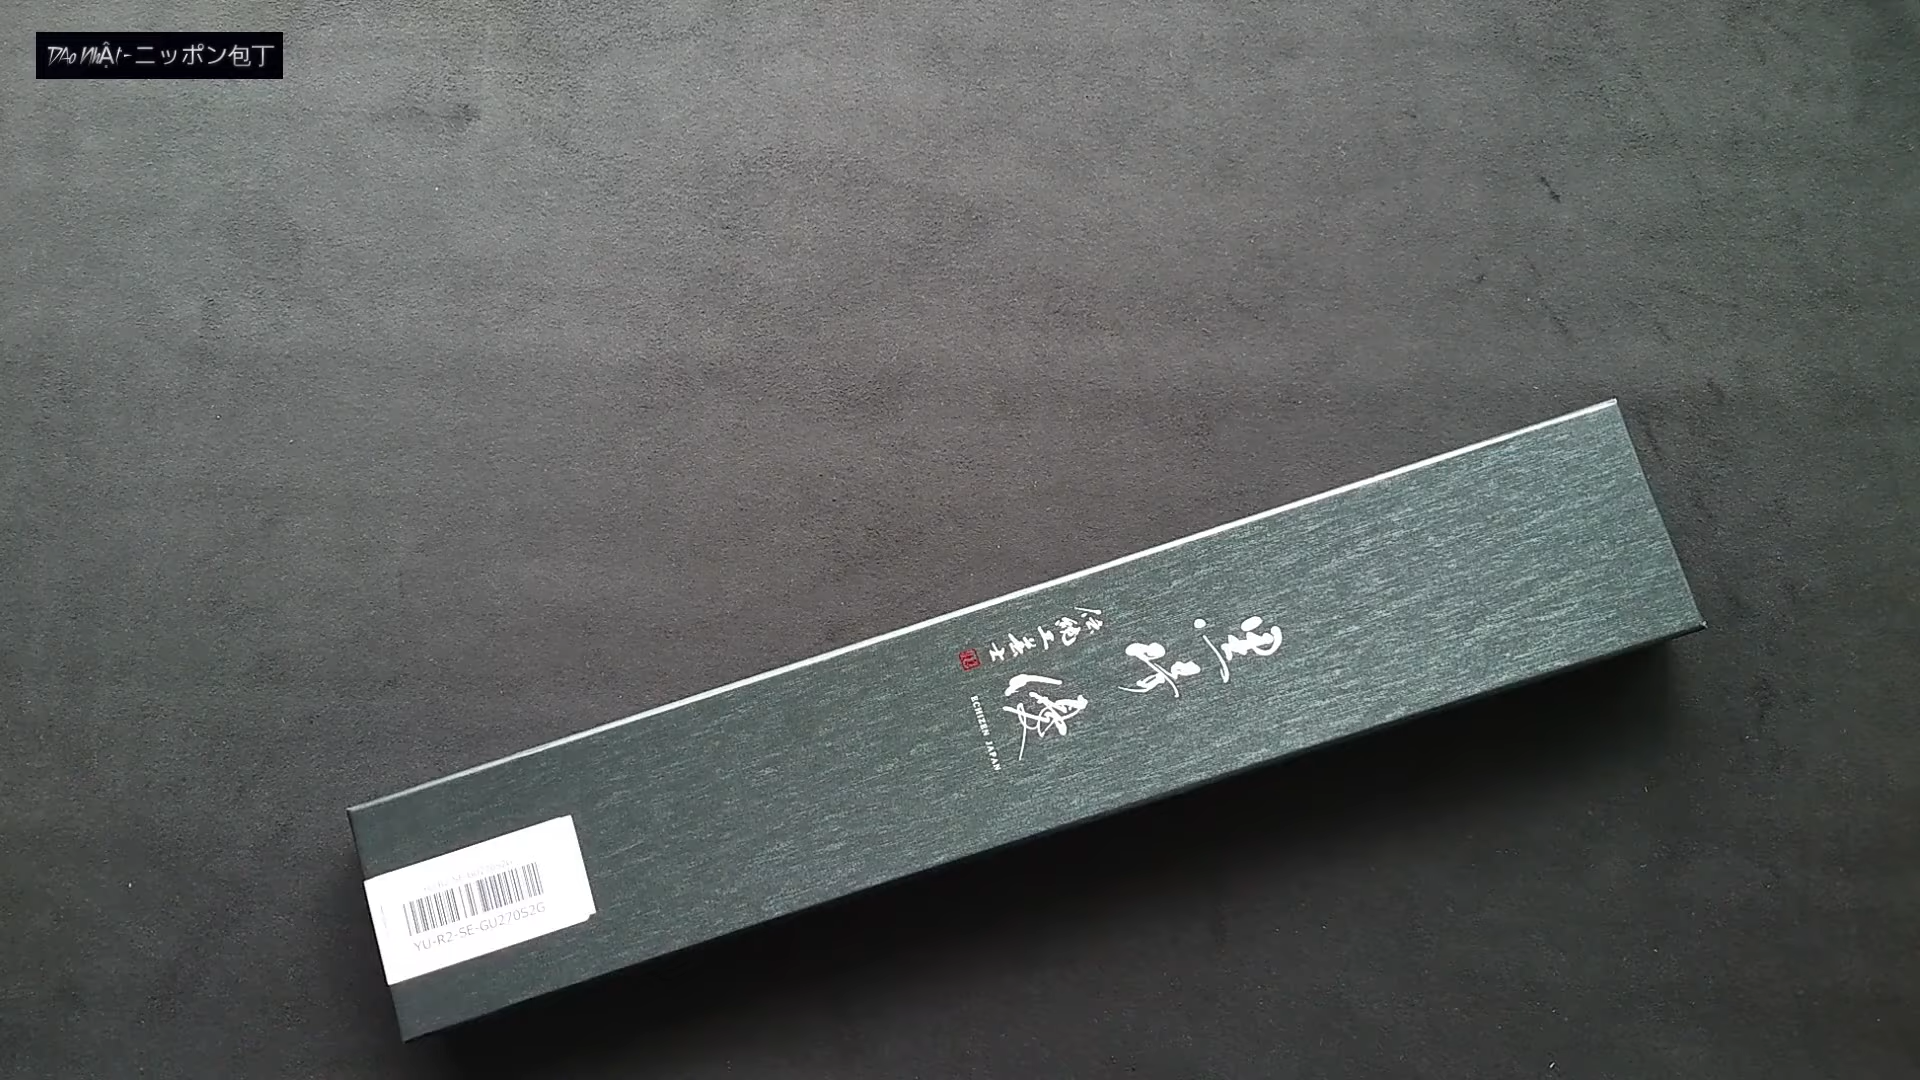 DAO NHẬT - ニッポン包丁
黒崎
優
伝統工芸士
ECHIZEN JAPAN
YU-R2-SE-GU270S2G